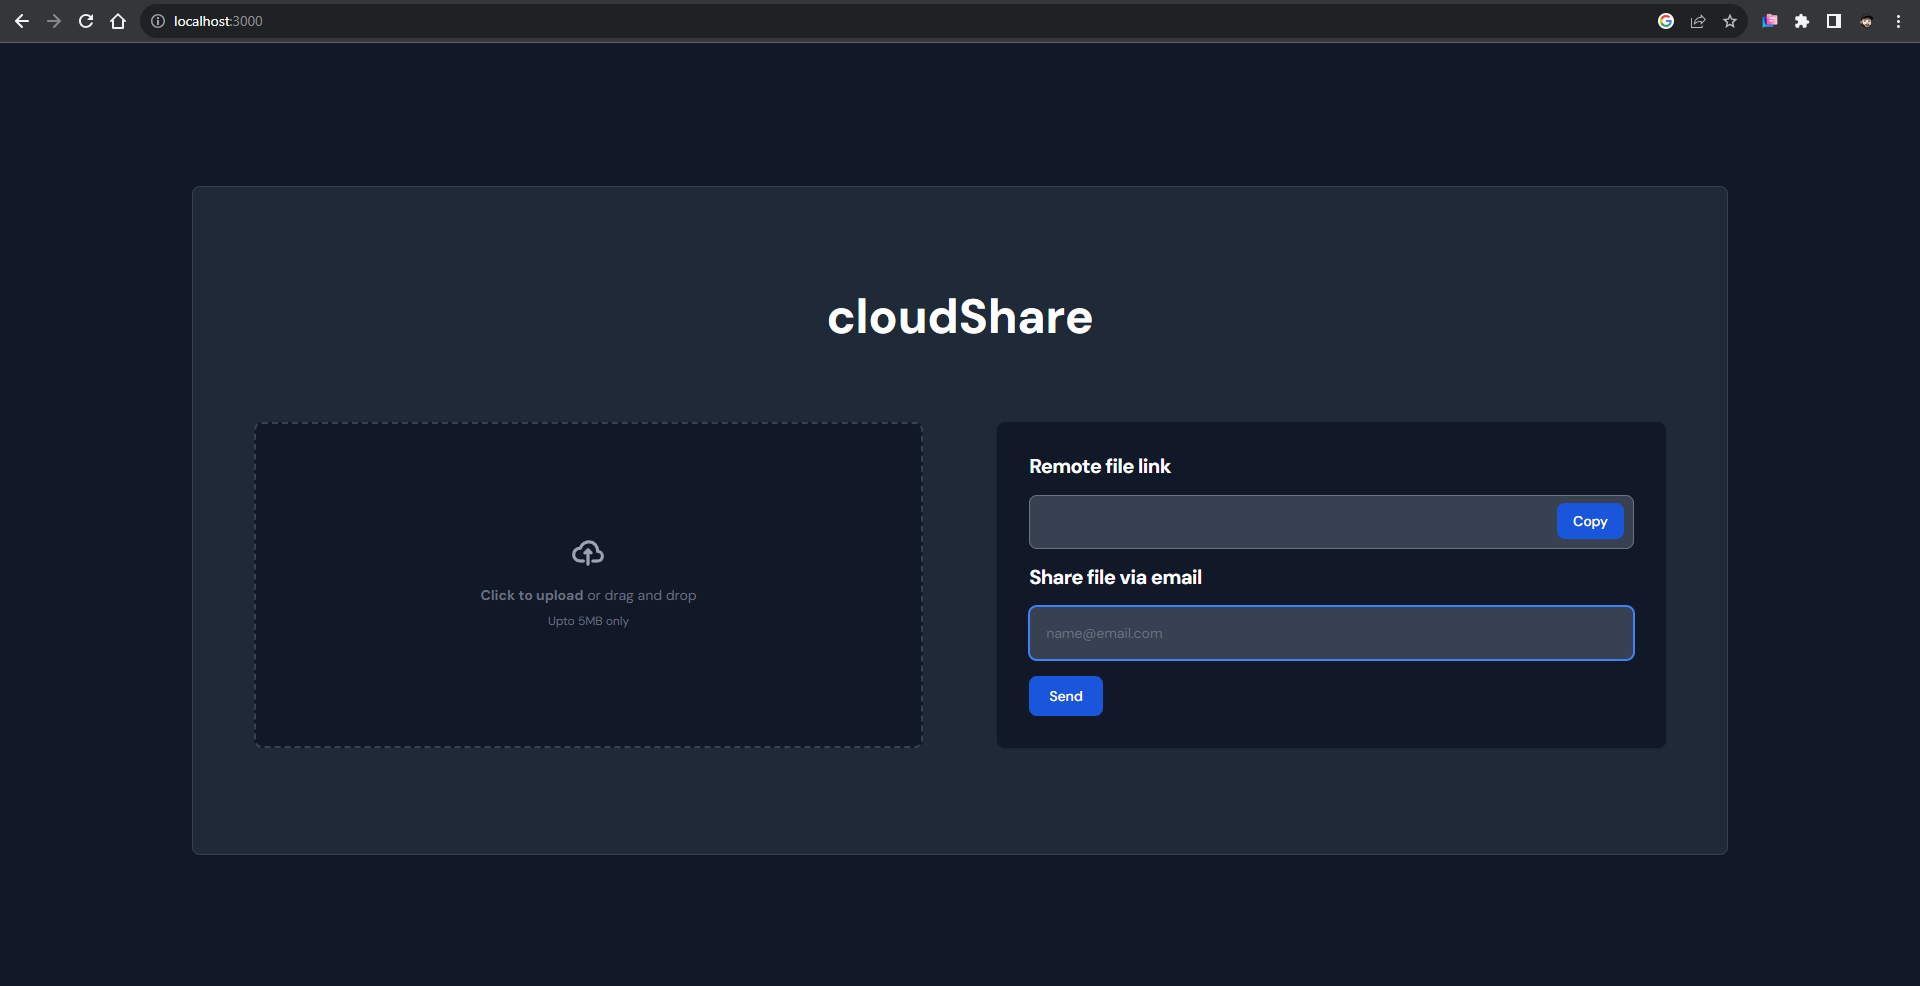 localhost:3000
cloudShare
Click to upload or drag and drop
Upto 5MB only
Remote file link
Copy
Share file via email
name@email.com
Send